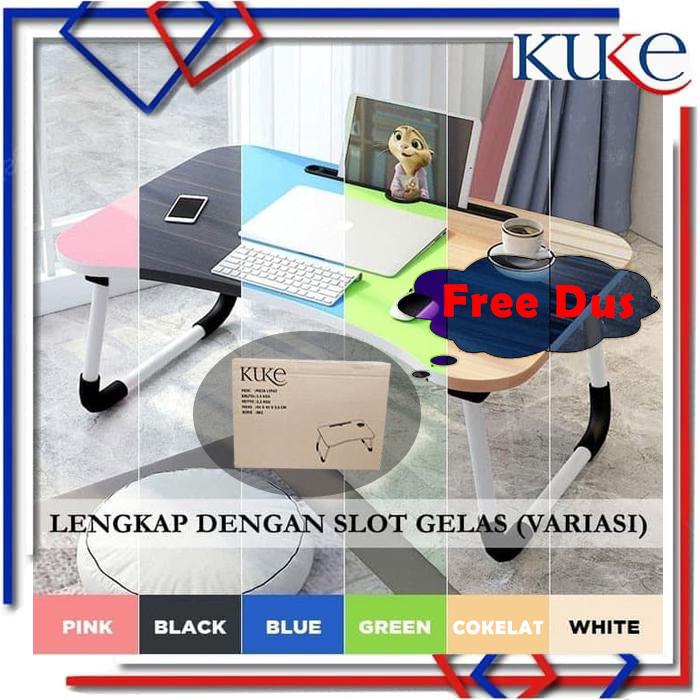 KUKE
Free Dus
KUKE
LENGKAP DENGAN SLOT GELAS (VARIASI)
PINK
BLACK
BLUE
GREEN
COKELAT
WHITE